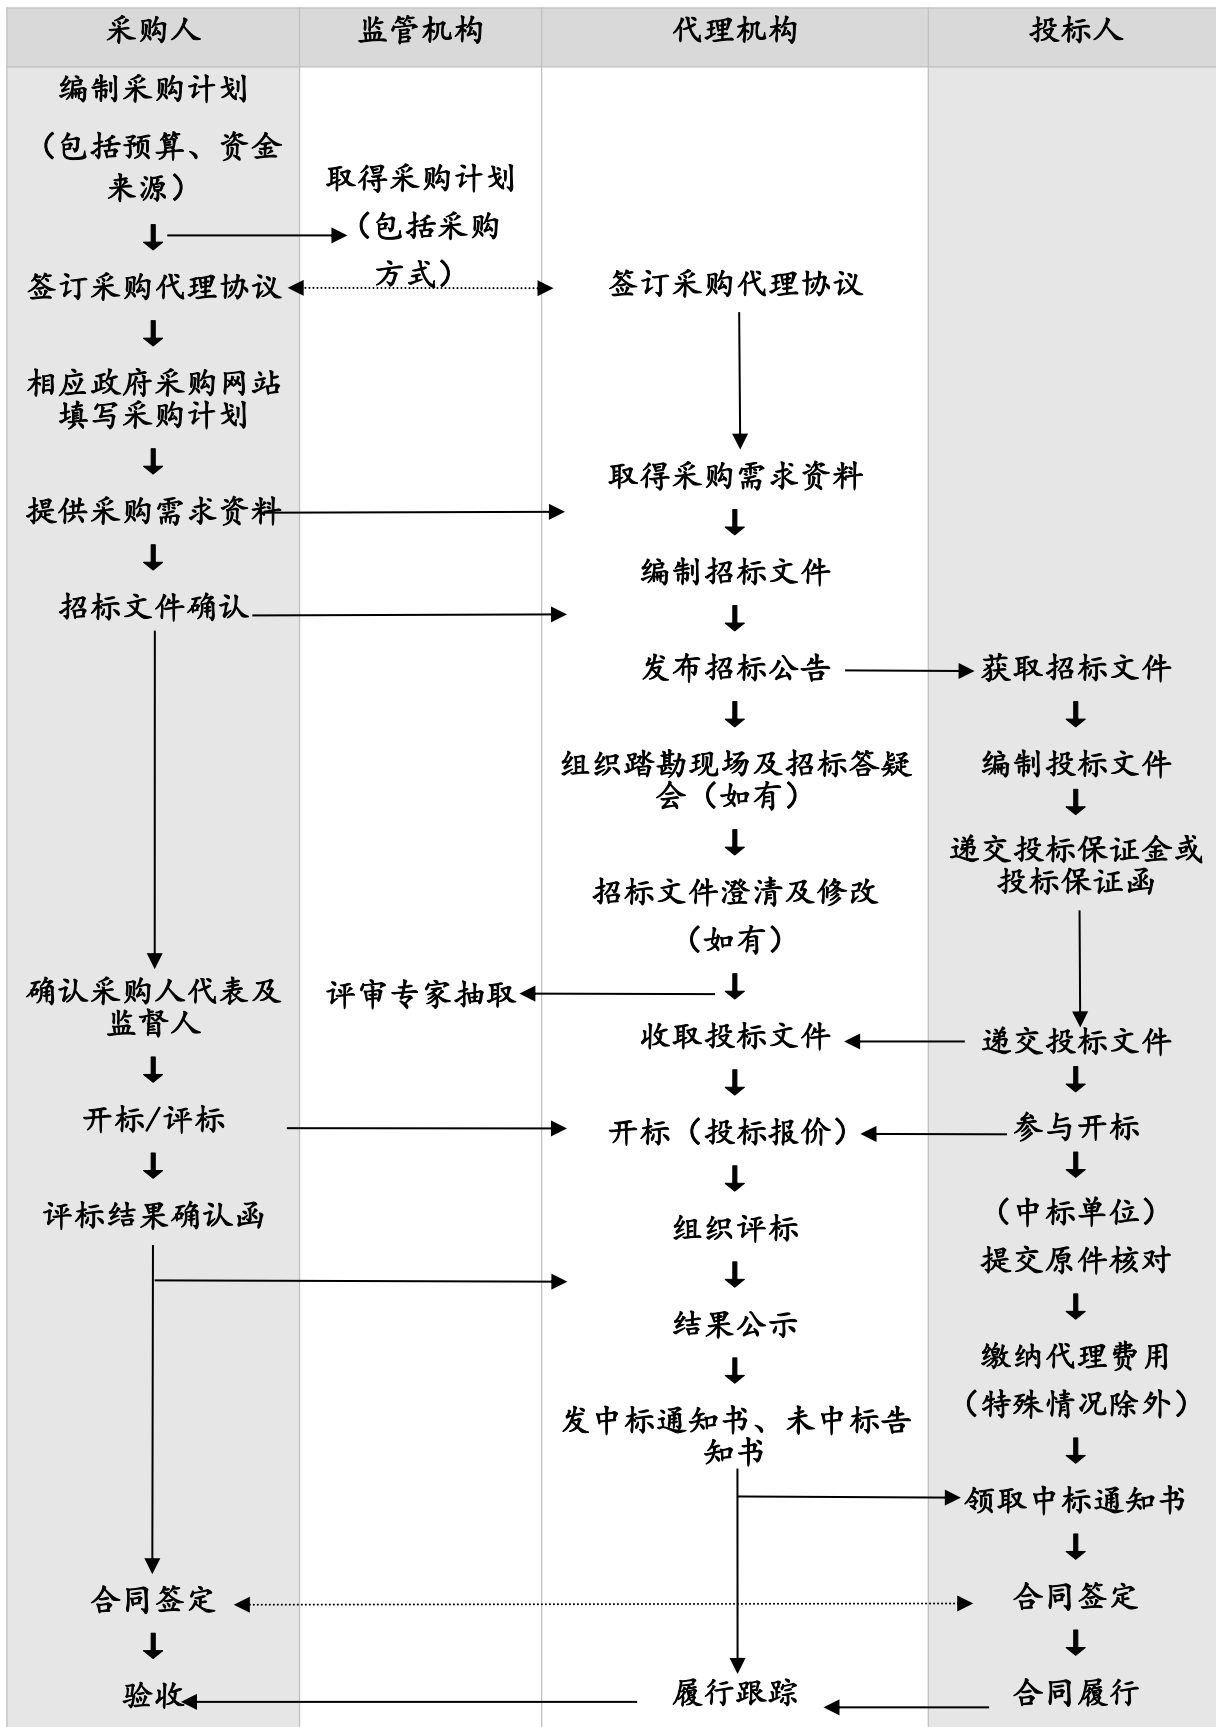 采购人
监管机构
代理机构
投标人
编制采购计划
（包括预算、资金
来源）
签订采购代理协议
相应政府采购网站
填写采购计划
提供采购需求资料
招标文件确认
确认采购人代表及
监督人
开标/评标
评标结果确认函
合同签定
验收
取得采购计划
（包括采购
方式）
评审专家抽取
签订采购代理协议
取得采购需求资料
编制招标文件
发布招标公告
组织踏勘现场及招标答疑
会（如有）
招标文件澄清及修改
（如有）
收取投标文件
开标（投标报价）
组织评标
结果公示
发中标通知书、未中标告
知书
履行跟踪
获取招标文件
编制投标文件
递交投标保证金或
投标保证函
递交投标文件
参与开标
（中标单位）
提交原件核对
缴纳代理费用
（特殊情况除外）
领取中标通知书
合同签定
合同履行